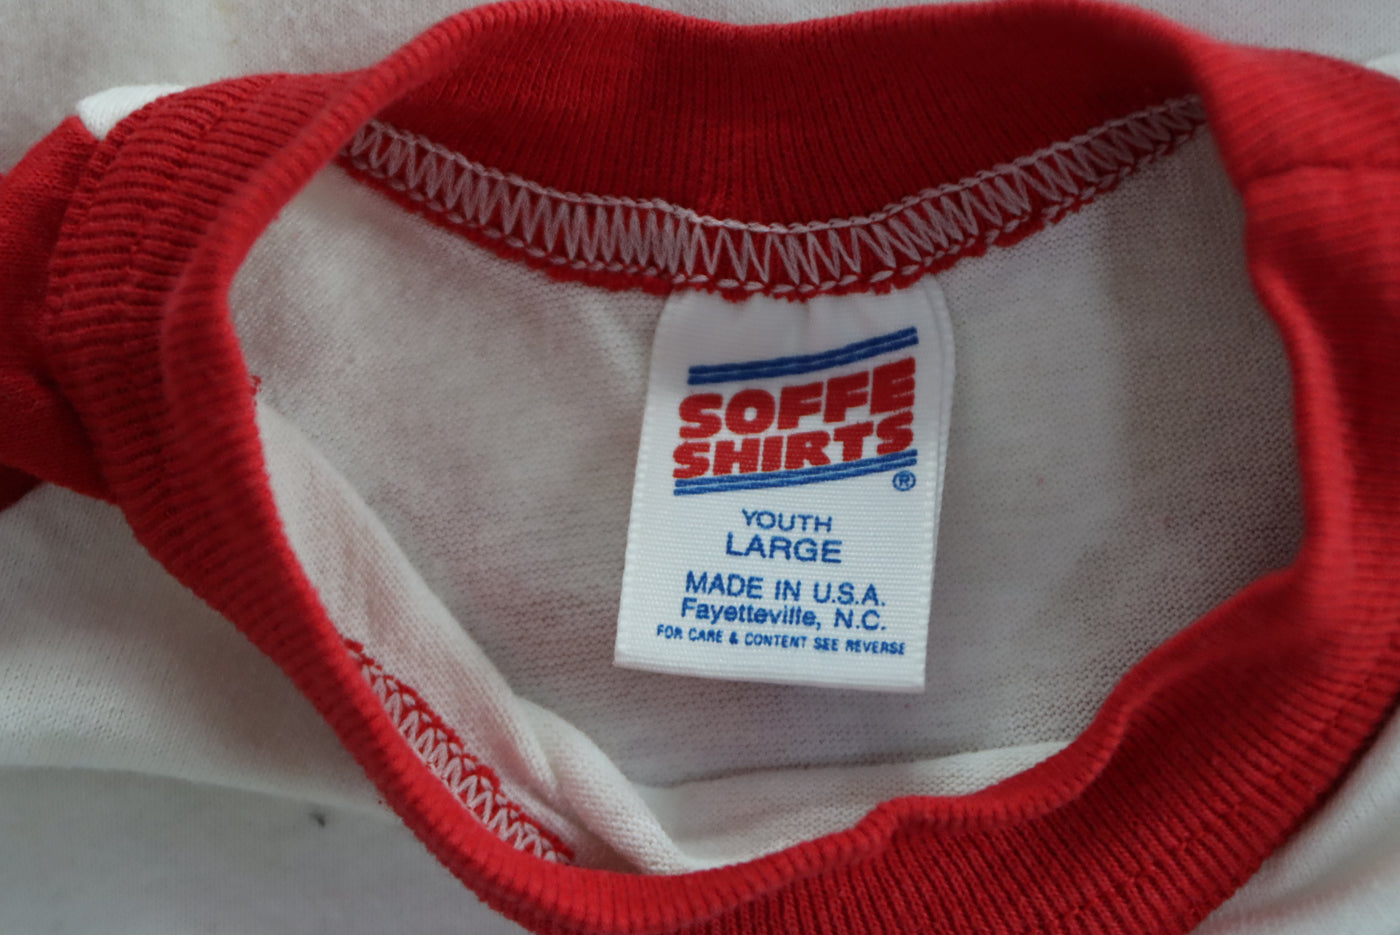 SOFFE
SHIRTS
®
YOUTH
LARGE
MADE IN U.S.A.
Fayetteville, N.C.
FOR CARE & CONTENT SEE REVERSE